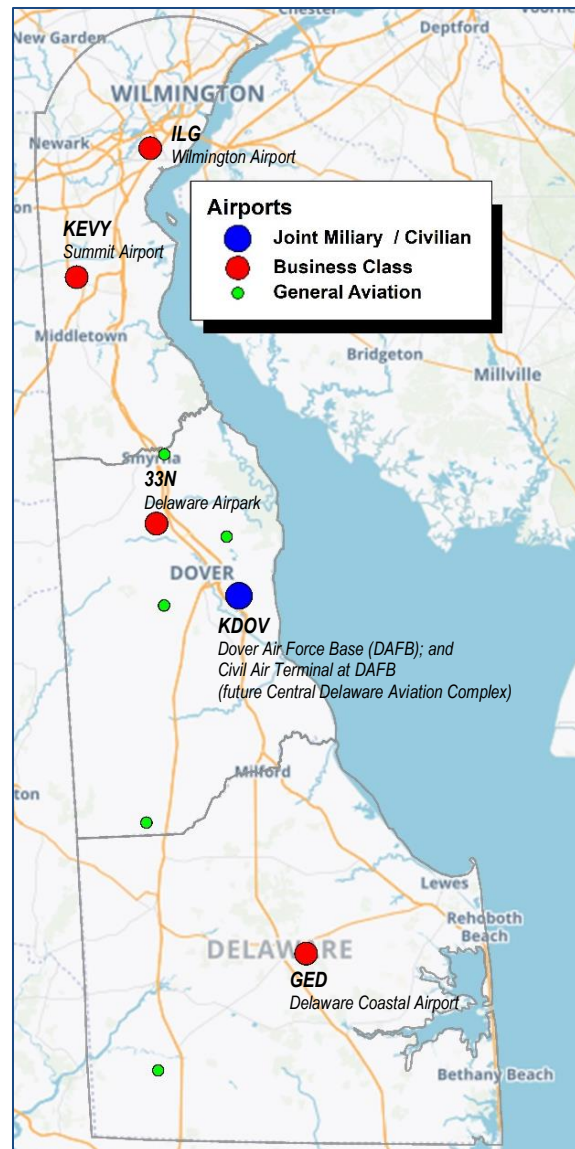 Chester
New Garden
Deptford
WILMINGTON
ILG
Wilmington Airport
Newark
Airports
Joint Miliary / Civilian
Business Class
General Aviation
KEVY
Summit Airport
Middletown
Bridgeton
Millville
Smyrna
33N
Delaware Airpark
DOVER
KDOV
Dover Air Force Base (DAFB); and
Civil Air Terminal at DAFB
(future Central Delaware Aviation Complex)
Milford
ton
Lewes
Rehoboth
Beach
DELAWARE
GED
Delaware Coastal Airport
Bethany Beach